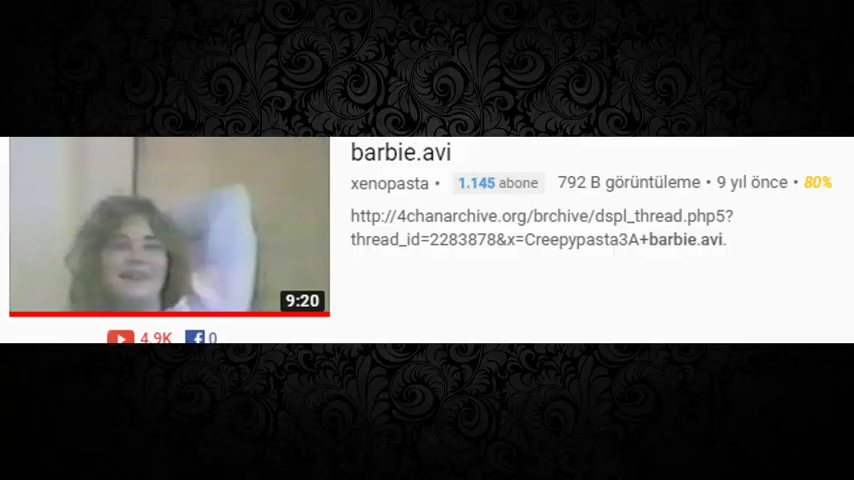 barbie.avi
xenopasta • 1.145 abone 792 B görüntüleme • 9 yıl önce • 80%
http://4chanarchive.org/brchive/dspl_thread.php5?
thread_id=2283878&x=Creepypasta3A+barbie.avi.
9:20
4.9K 0